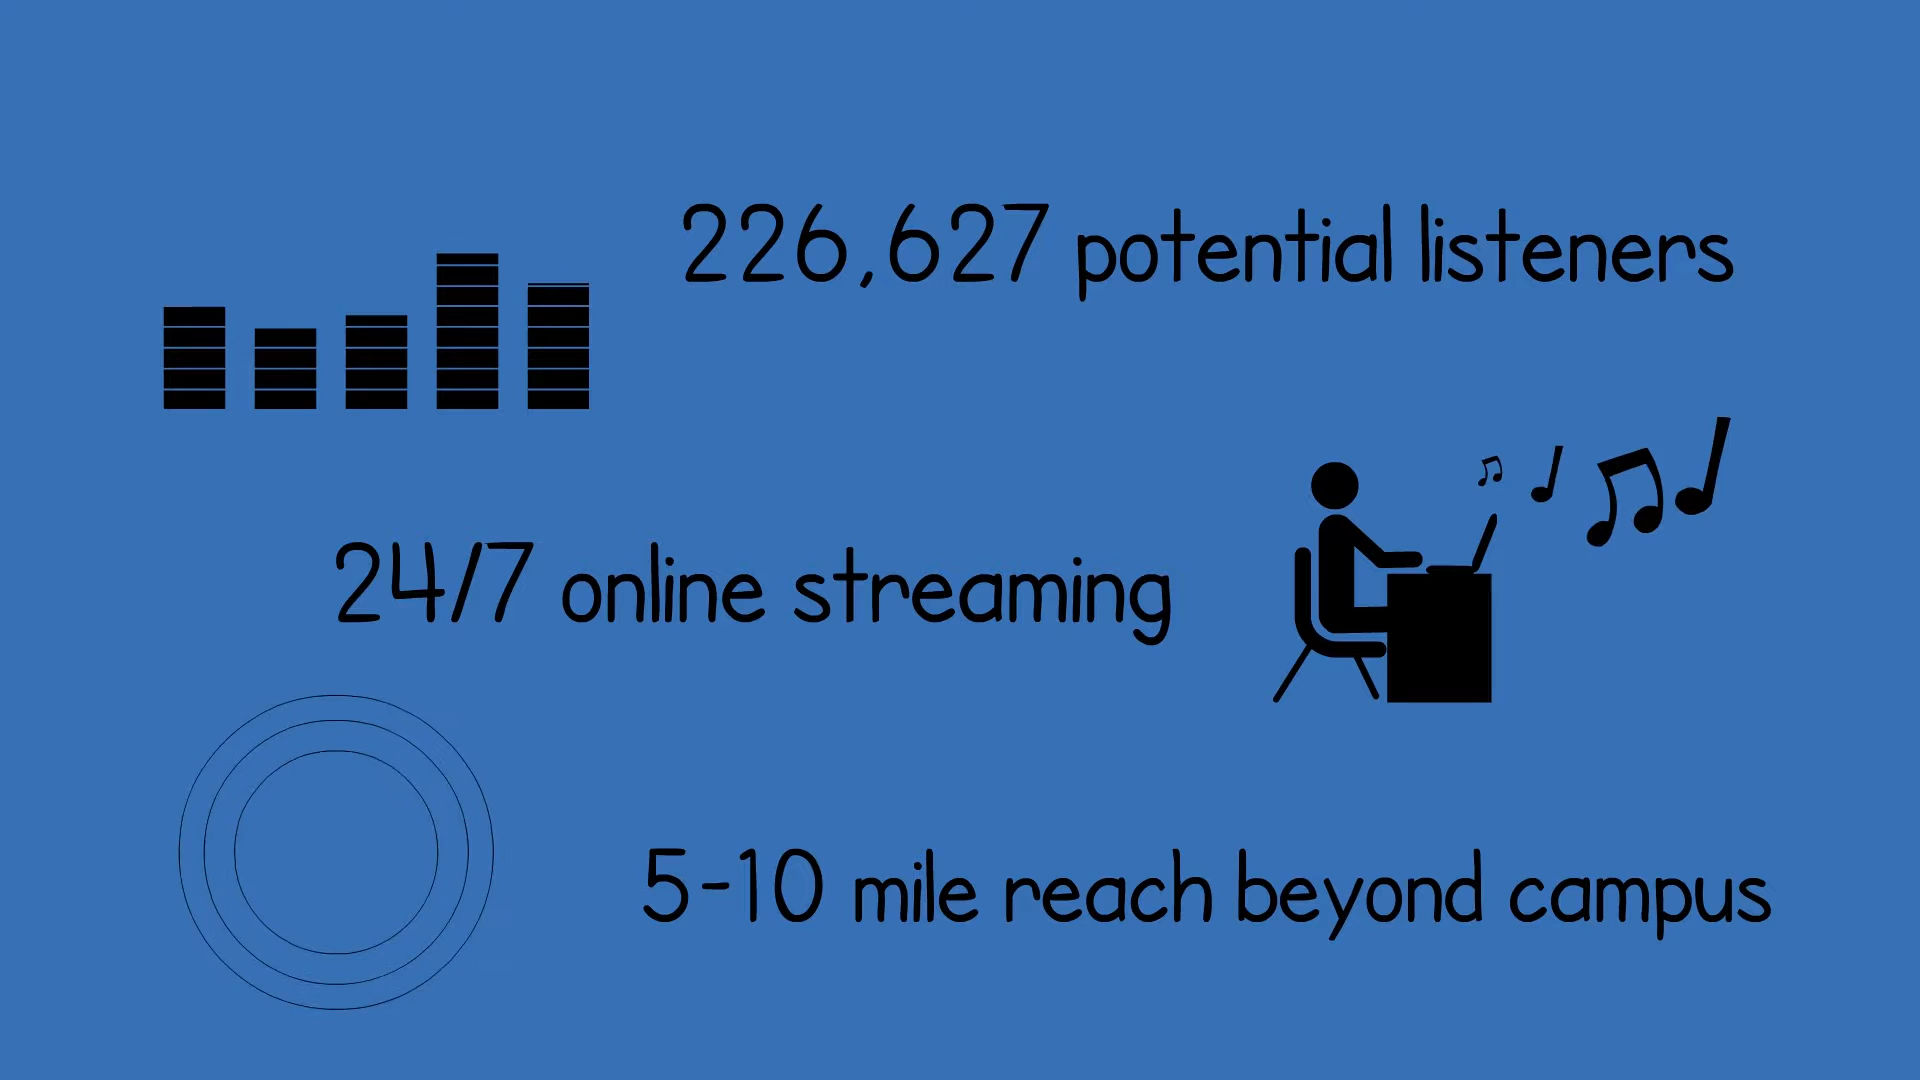 226,627 potential listeners
24/7 online streaming
5-10 mile reach beyond campus